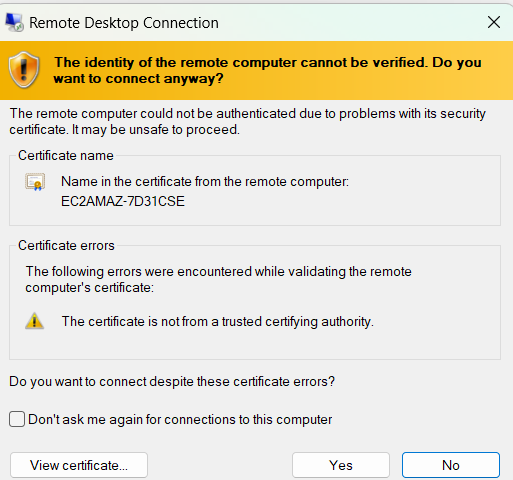 Remote Desktop Connection
The identity of the remote computer cannot be verified. Do you
want to connect anyway?
The remote computer could not be authenticated due to problems with its security
certificate. It may be unsafe to proceed.
Certificate name
Name in the certificate from the remote computer:
EC2AMAZ-7D31CSE
Certificate errors
The following errors were encountered while validating the remote
computer's certificate:
The certificate is not from a trusted certifying authority.
Do you want to connect despite these certificate errors?
Don't ask me again for connections to this computer
View certificate...
Yes
No